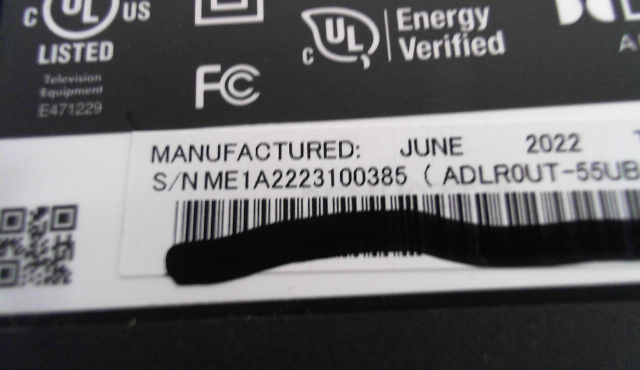 c UL US
LISTED
Television
Equipment
E471229
FC
c UL
Energy
Verified
MANUFACTURED: JUNE 2022
S/N ME1A2223100385 ( ADLR0UT-55UB